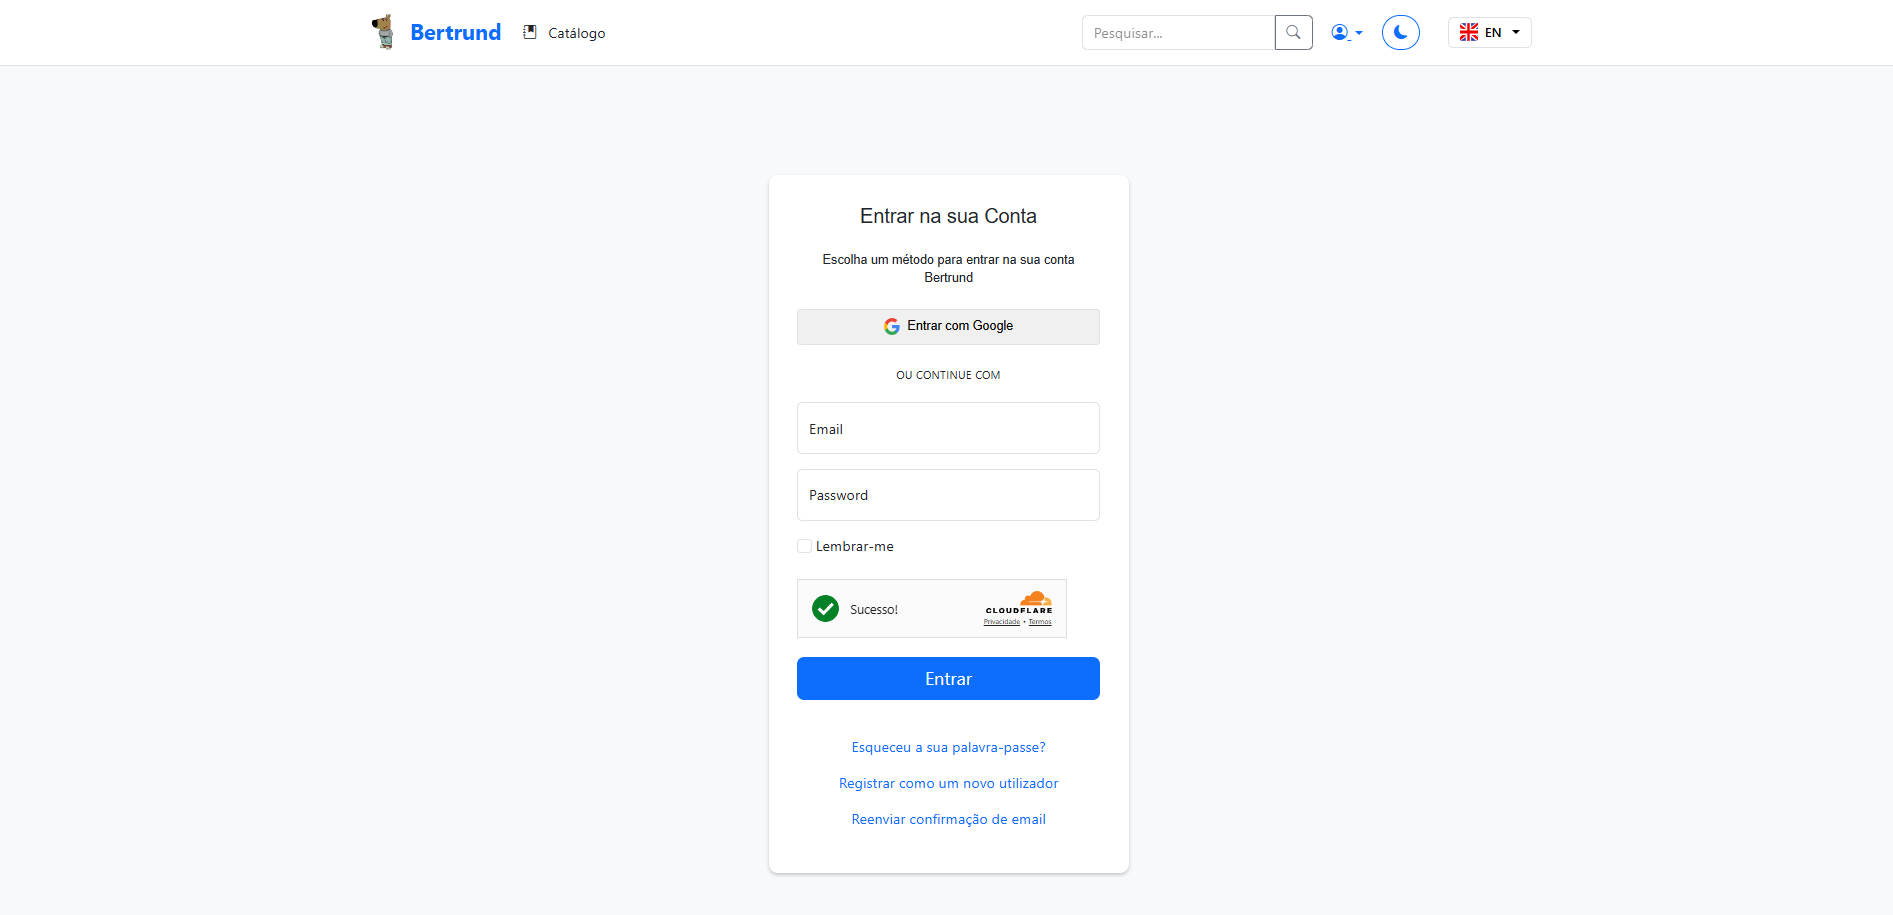 Bertrund
Catálogo
Pesquisar...
EN
Entrar na sua Conta
Escolha um método para entrar na sua conta
Bertrund
Entrar com Google
OU CONTINUE COM
Email
Password
Lembrar-me
Sucesso!
CLOUDFLARE
Privacidade • Termos
Entrar
Esqueceu a sua palavra-passe?
Registrar como um novo utilizador
Reenviar confirmação de email